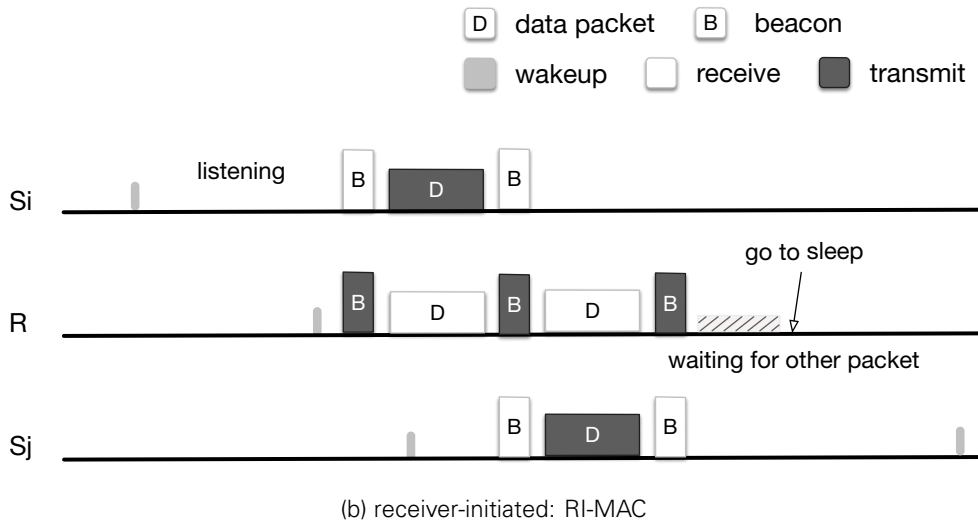 D data packet B beacon
wakeup receive transmit
listening
Si B D B
go to sleep
R B D B D B
waiting for other packet
Sj B D B
(b) receiver-initiated: RI-MAC